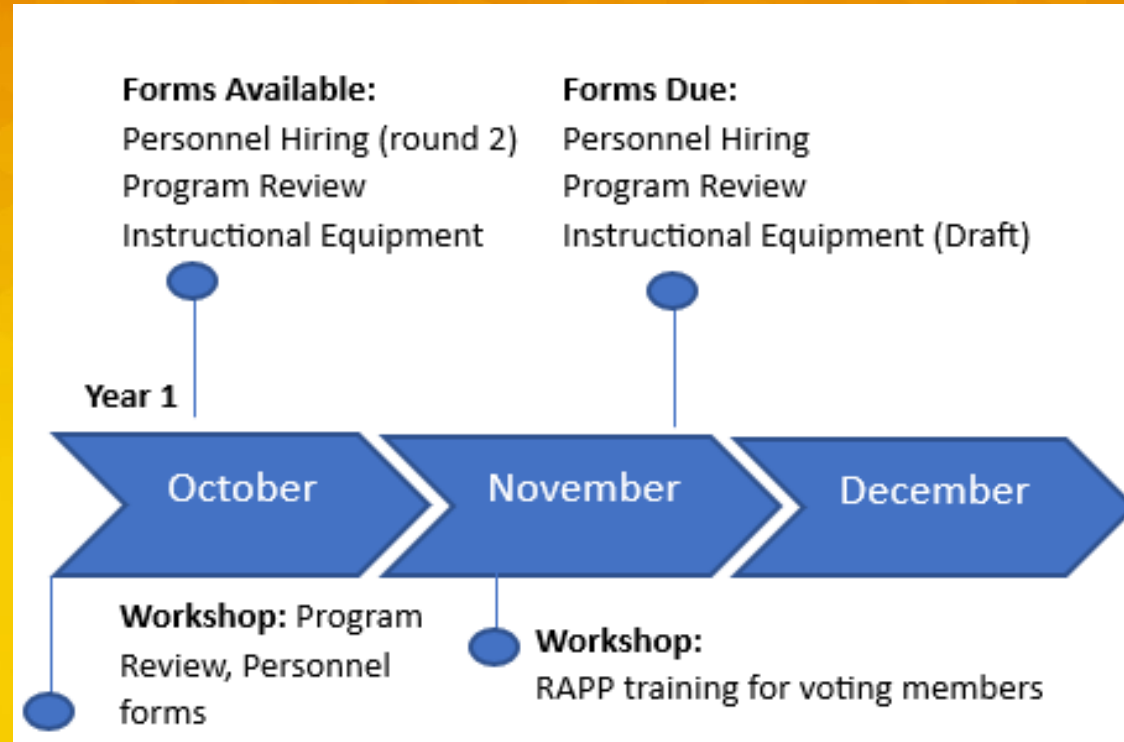 Forms Available:
Personnel Hiring (round 2)
Program Review
Instructional Equipment
Forms Due:
Personnel Hiring
Program Review
Instructional Equipment (Draft)
Year 1
October
November
December
Workshop: Program
Review, Personnel
forms
Workshop:
RAPP training for voting members